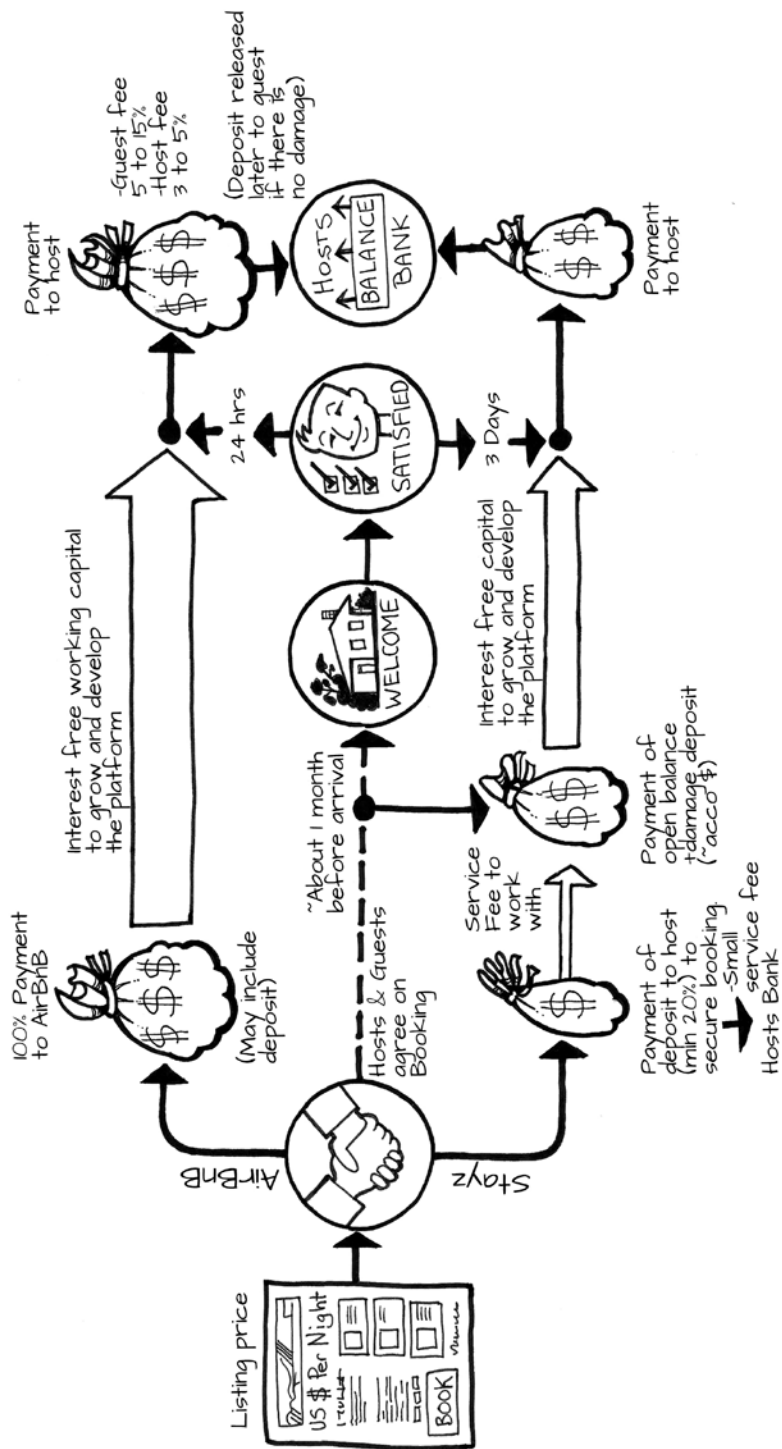 Listing price
US $ Per Night
BOOK
AirBnB
Stayz
100% Payment
to AirBnB
$ $ $
(May include
deposit)
Interest free working capital
to grow and develop
the platform
Hosts & Guests
agree on
Booking
~About 1 month
before arrival
WELCOME
SATISFIED
24 hrs
3 Days
Payment
to host
$ $ $
-Guest fee
5 to 15%
-Host fee
3 to 5%
(Deposit released
later to guest
if there is
no damage)
HOSTS
BALANCE
BANK
$
Payment of
deposit to host
(min 20%) to
secure booking
-Small
service fee
Hosts Bank
Service
Fee to
work
with
$ $
Payment of
open balance
+damage deposit
(~acco $)
Interest free capital
to grow and develop
the platform
$ $
Payment
to host